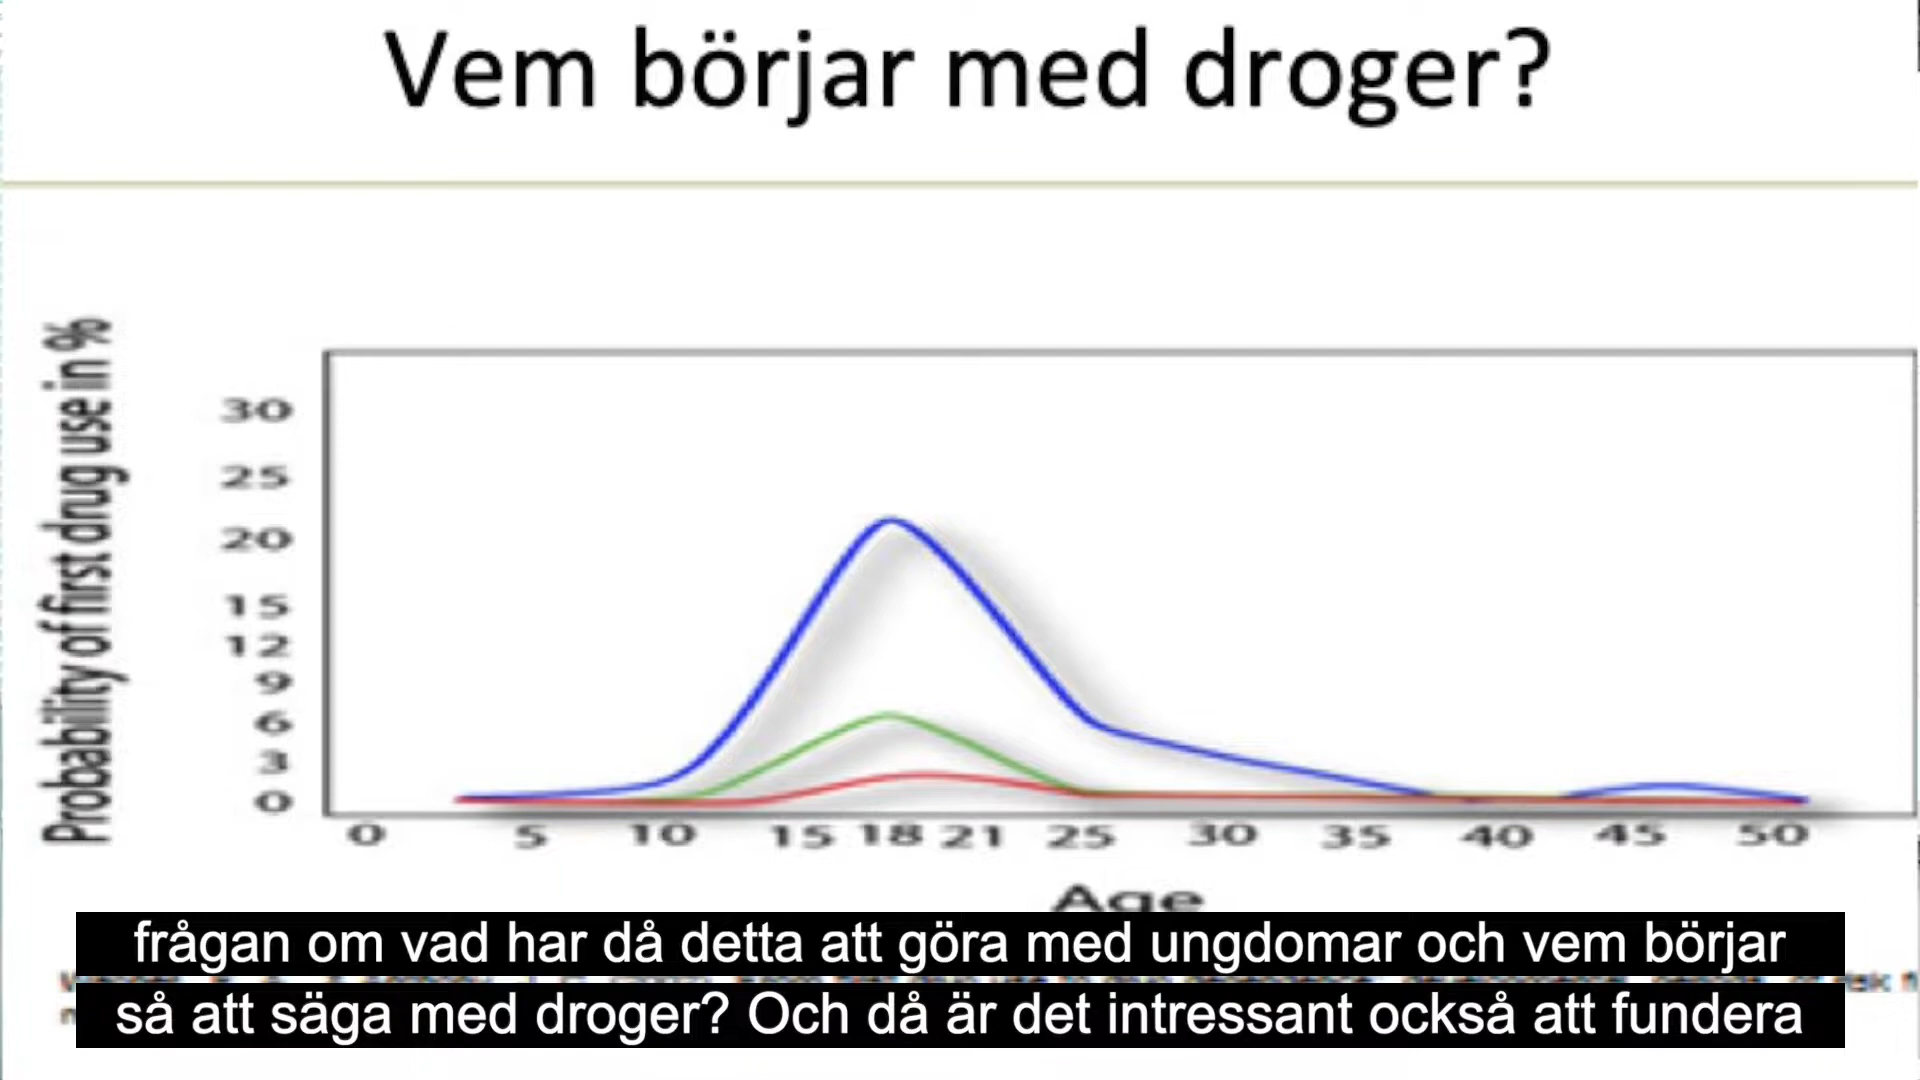 Vem börjar med droger?
Probability of first drug use in %
30
25
20
15
12
9
6
3
0
0 5 10 15 18 21 25 30 35 40 45 50
Age
frågan om vad har då detta att göra med ungdomar och vem börjar
så att säga med droger? Och då är det intressant också att fundera